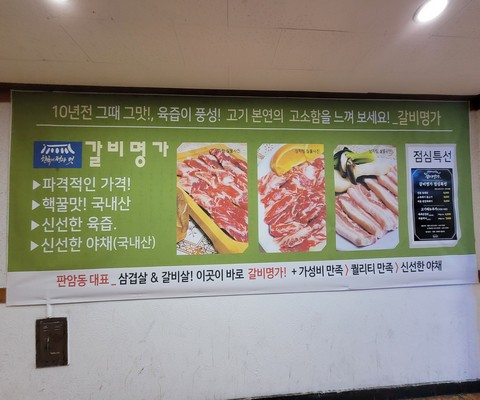 10년전 그때 그맛!, 육즙이 풍성! 고기 본연의 고소함을 느껴 보세요! _갈비명가
갈비명가
▶파격적인 가격!
▶핵꿀맛! 국내산
▶신선한 육즙.
▶신선한 야채(국내산)
점심특선
판암동 대표 _ 삼겹살 & 갈비살! 이곳이 바로 갈비명가! + 가성비 만족 > 퀄리티 만족 > 신선한 야채